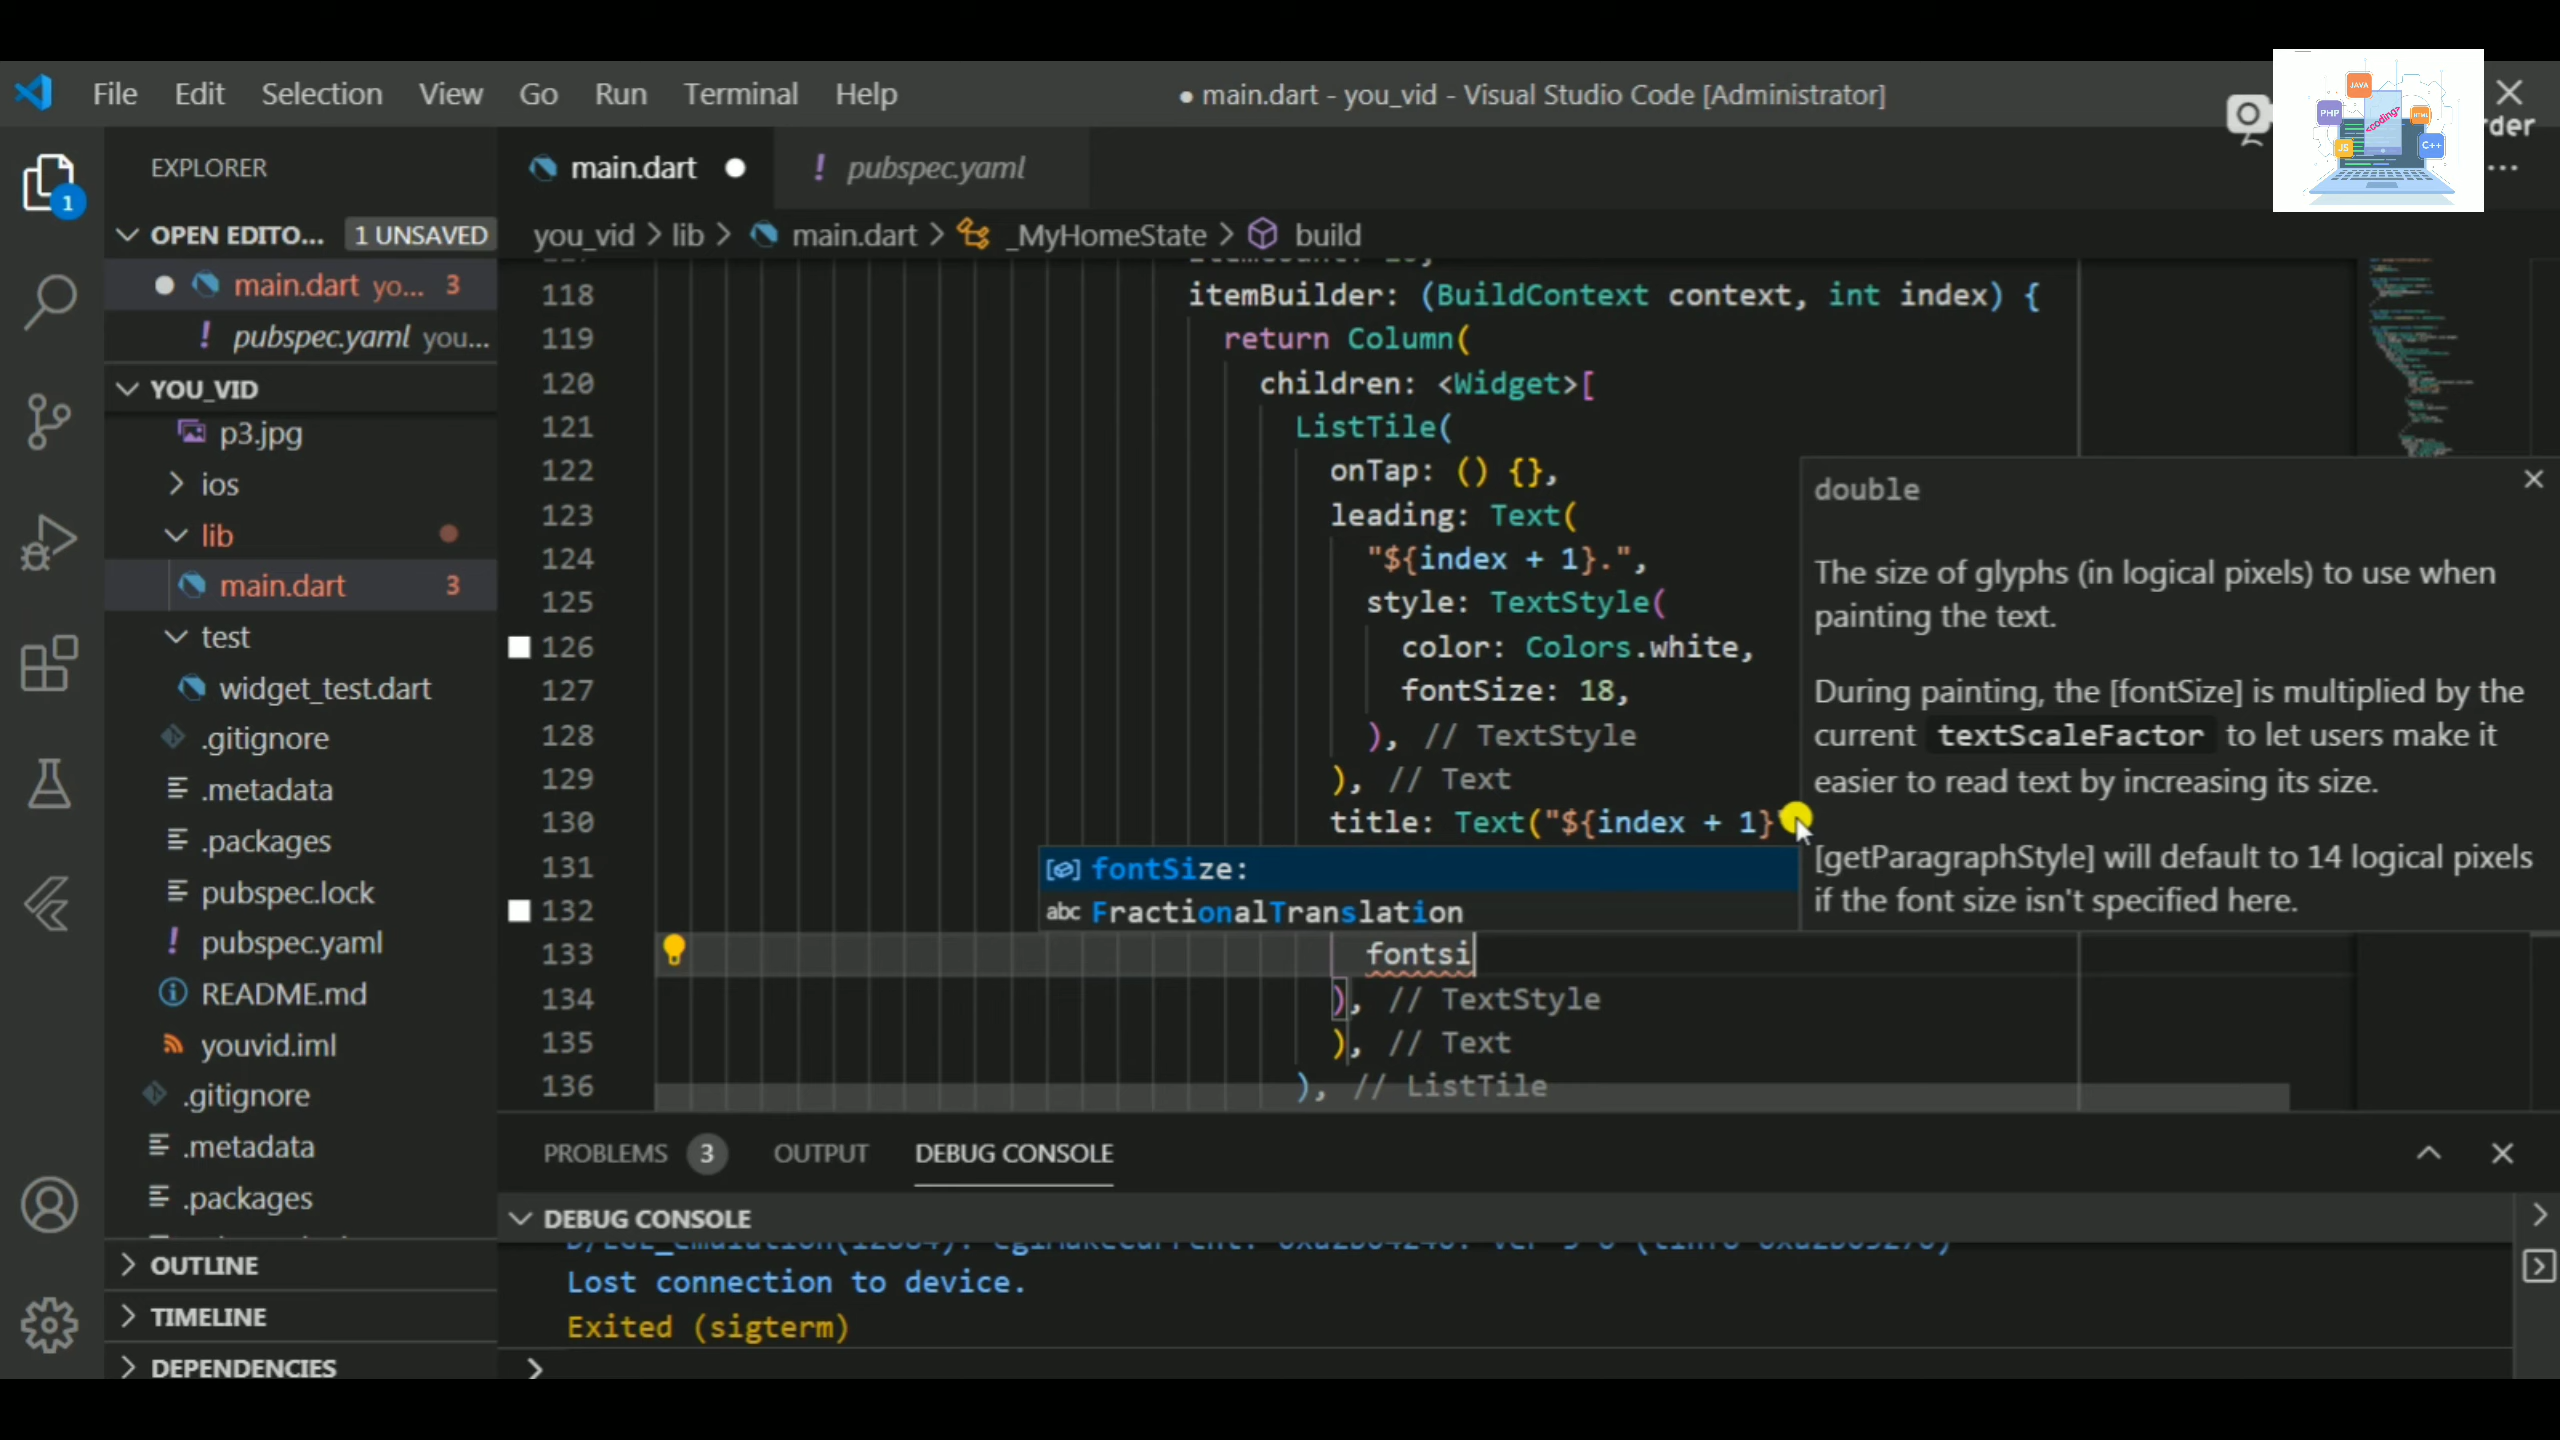 File Edit Selection View Go Run Terminal Help
● main.dart - you_vid - Visual Studio Code [Administrator]
JAVA
PHP
<coding>
HTML
JS
C++
rder
EXPLORER
main.dart
! pubspec.yaml
OPEN EDITO... 1 UNSAVED
you_vid > lib > main.dart > _MyHomeState > build
main.dart yo... 3
! pubspec.yaml you...
YOU_VID
p3.jpg
ios
lib
main.dart 3
test
widget_test.dart
.gitignore
.metadata
.packages
pubspec.lock
! pubspec.yaml
README.md
youvid.iml
.gitignore
.metadata
.packages
OUTLINE
TIMELINE
DEPENDENCIES
1
118 itemBuilder: (BuildContext context, int index) {
119 return Column(
120 children: <Widget>[
121 ListTile(
122 onTap: () {},
123 leading: Text(
124 "${index + 1}.",
125 style: TextStyle(
126 color: Colors.white,
127 fontSize: 18,
128 ), // TextStyle
129 ), // Text
130 title: Text("${index + 1}
131
132
133 fontsi
134 ), // TextStyle
135 ), // Text
136 ), // ListTile
fontSize:
abc FractionalTranslation
double
The size of glyphs (in logical pixels) to use when
painting the text.
During painting, the [fontSize] is multiplied by the
current textScaleFactor to let users make it
easier to read text by increasing its size.
[getParagraphStyle] will default to 14 logical pixels
if the font size isn't specified here.
PROBLEMS 3 OUTPUT DEBUG CONSOLE
DEBUG CONSOLE
Lost connection to device.
Exited (sigterm)